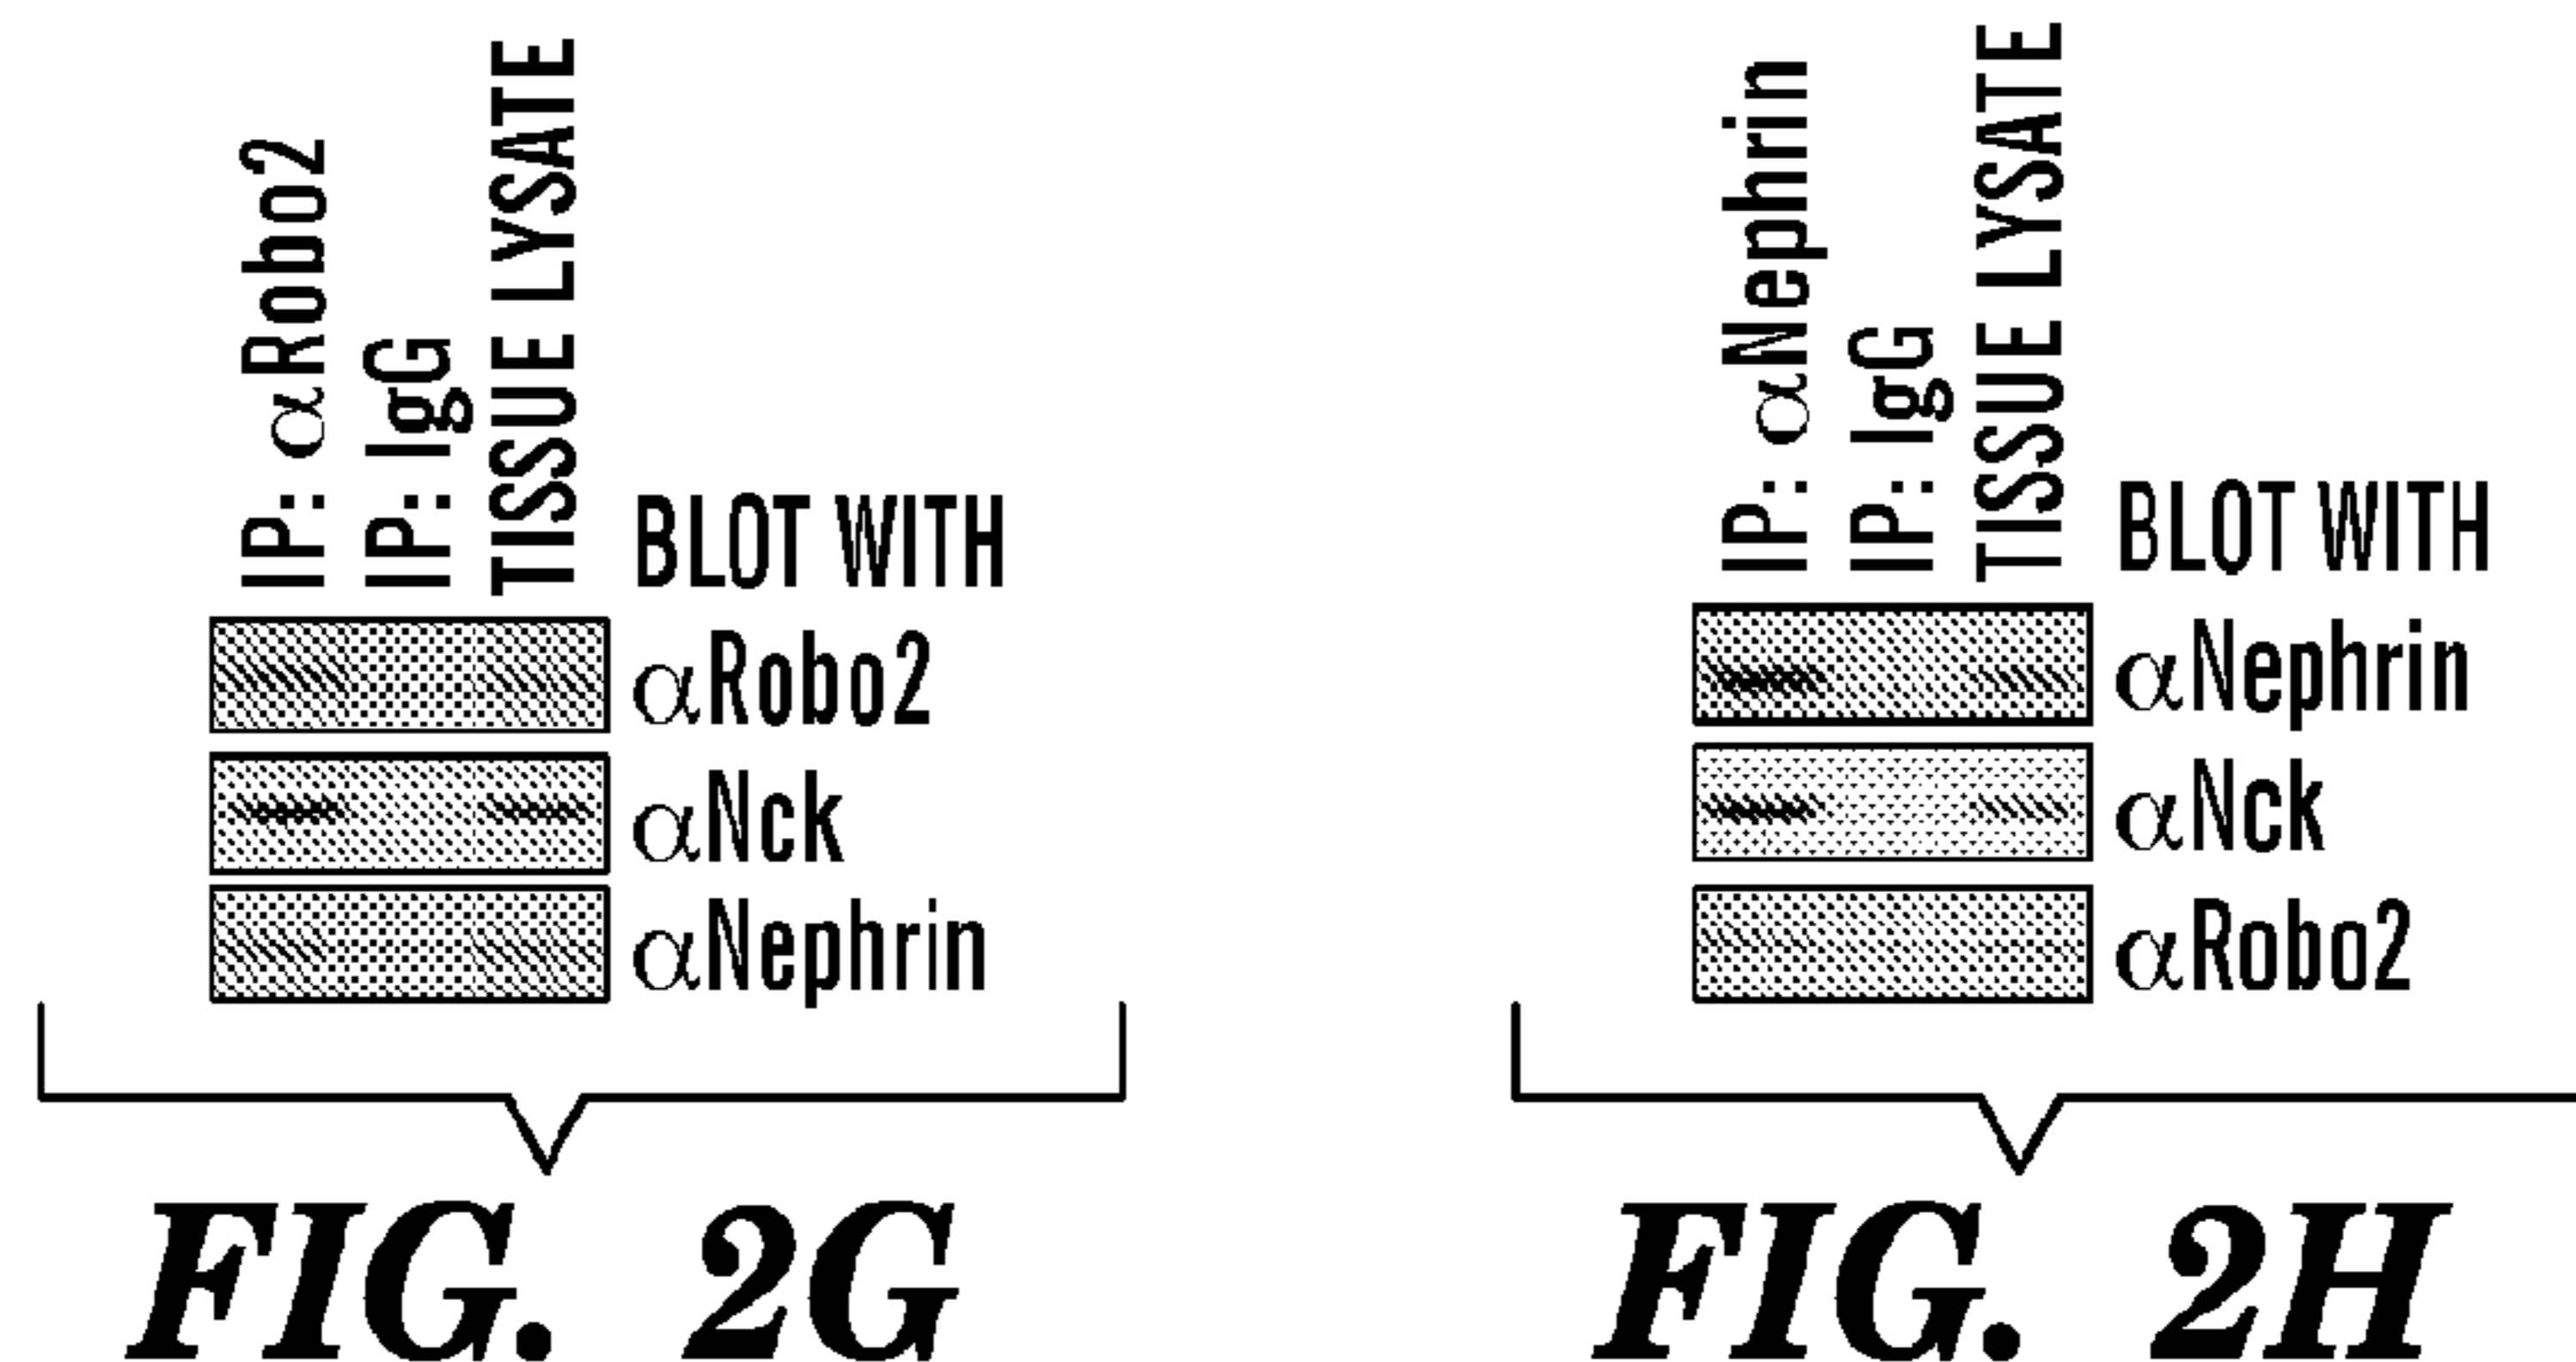 IP: αRobo2
IP: IgG
TISSUE LYSATE
BLOT WITH
αRobo2
αNck
αNephrin
FIG. 2G
IP: αNephrin
IP: IgG
TISSUE LYSATE
BLOT WITH
αNephrin
αNck
αRobo2
FIG. 2H